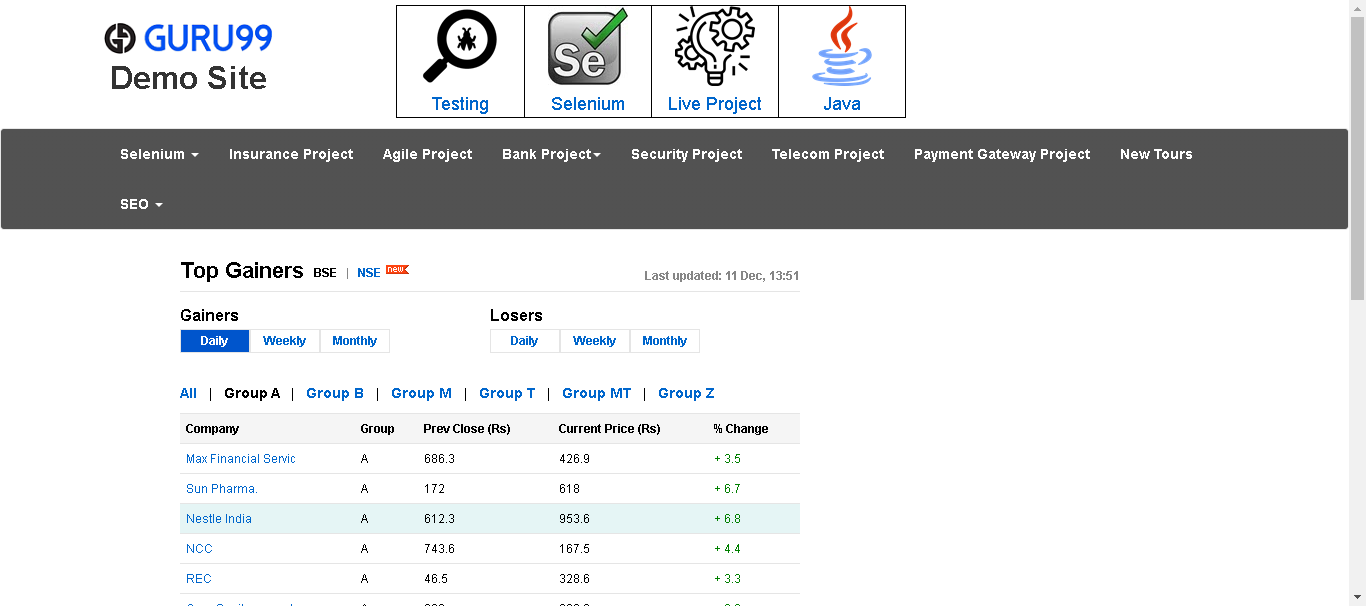 GURU99
Demo Site
Se
Testing Selenium Live Project Java
Selenium Insurance Project Agile Project Bank Project Security Project Telecom Project Payment Gateway Project New Tours
SEO
Top Gainers BSE | NSE new Last updated: 11 Dec, 13:51
Gainers Losers
Daily Weekly Monthly Daily Weekly Monthly
All | Group A | Group B | Group M | Group T | Group MT | Group Z
Company Group Prev Close (Rs) Current Price (Rs) % Change
Max Financial Servic A 686.3 426.9 + 3.5
Sun Pharma. A 172 618 + 6.7
Nestle India A 612.3 953.6 + 6.8
NCC A 743.6 167.5 + 4.4
REC A 46.5 328.6 + 3.3